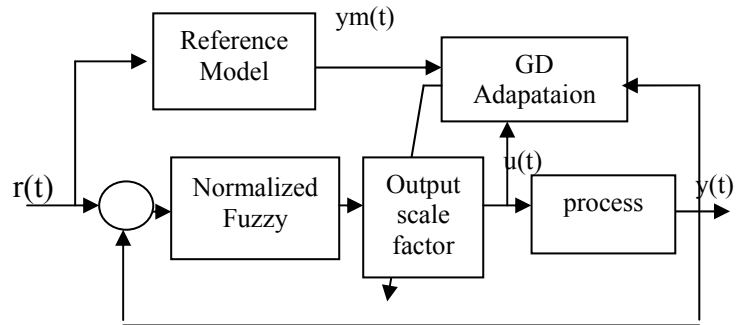 ym(t)
Reference
Model
GD
Adapataion
r(t)
Normalized
Fuzzy
Output
scale
factor
u(t)
process
y(t)